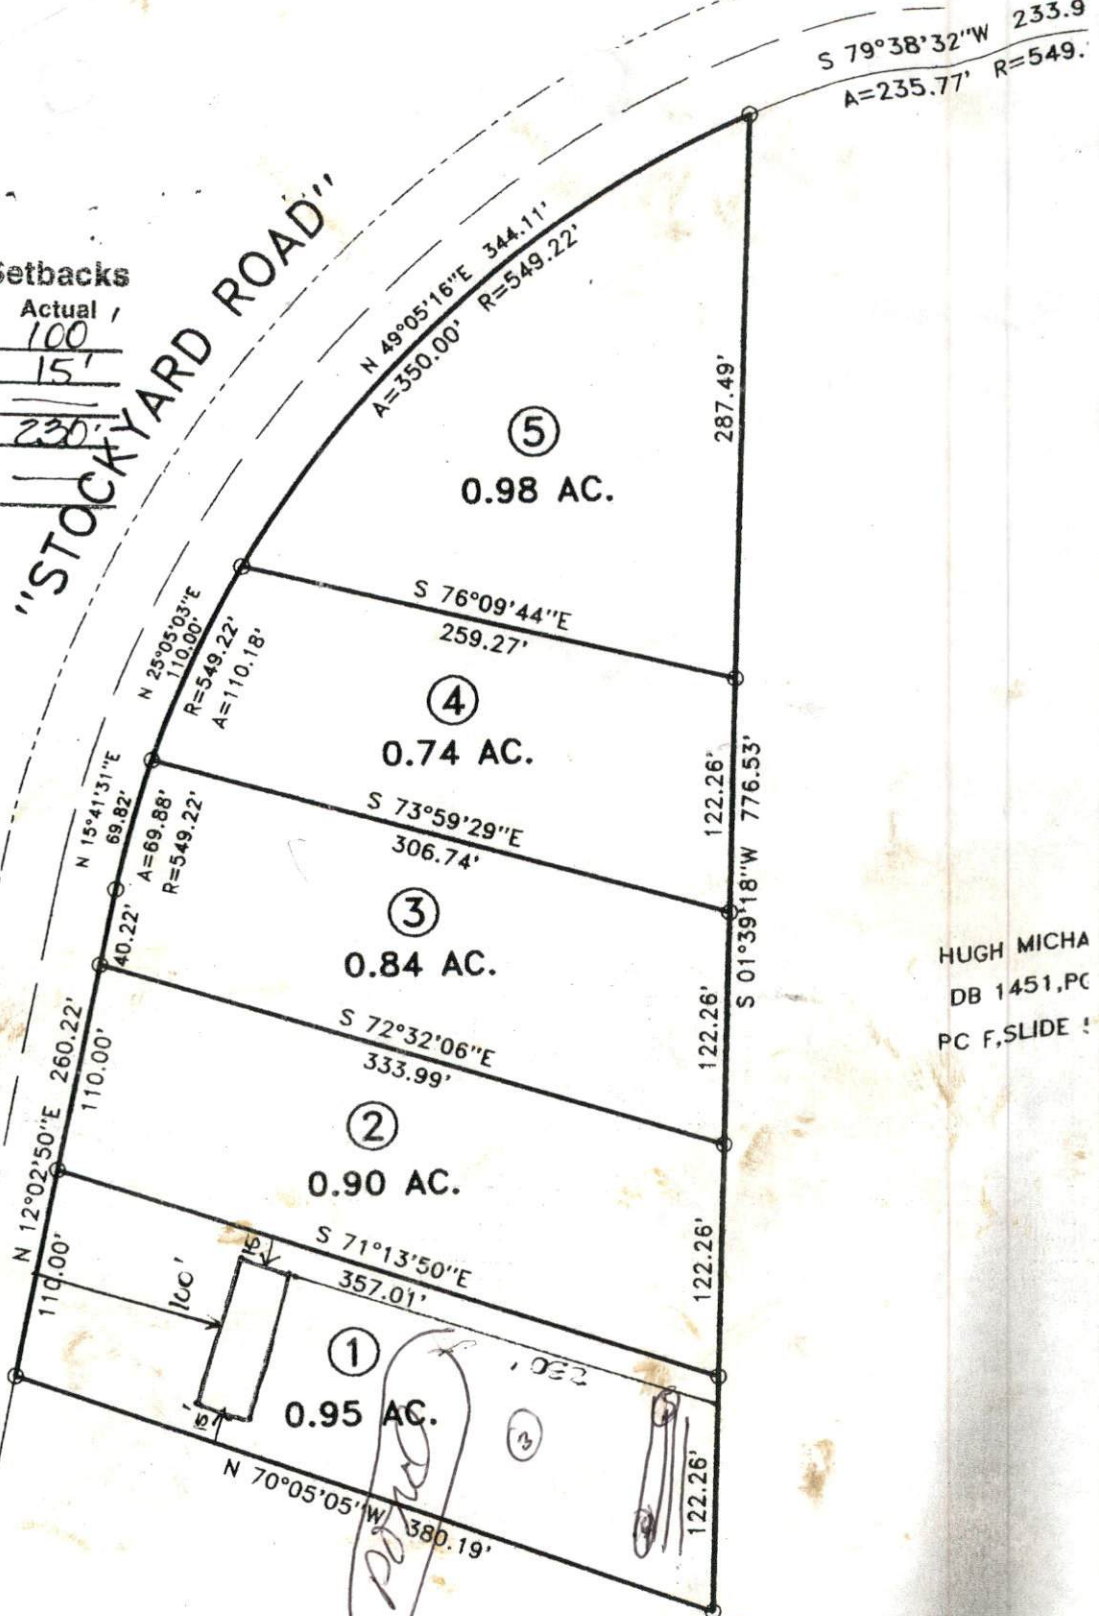 S 79°38'32"W 233.9
A=235.77' R=549.
"STOCKYARD ROAD"
Setbacks
Actual
100'
15'
230'
N 49°05'16"E 344.11'
A=350.00' R=549.22'
287.49'
5
0.98 AC.
S 76°09'44"E
259.27'
N 25°05'03"E
110.00'
R=549.22'
A=110.18'
4
0.74 AC.
122.26'
S 01°39'18"W 776.53'
S 73°59'29"E
306.74'
N 15°41'31"E
69.82'
A=69.88'
R=549.22'
40.22'
3
0.84 AC.
122.26'
HUGH MICHA
DB 1451,PG
PC F,SLIDE
S 72°32'06"E
333.99'
N 12°02'50"E 260.22'
110.00'
2
0.90 AC.
122.26'
S 71°13'50"E
357.01'
110.00'
100'
15
230'
1
0.95 AC.
3
15'
122.26'
N 70°05'05"W 380.19'